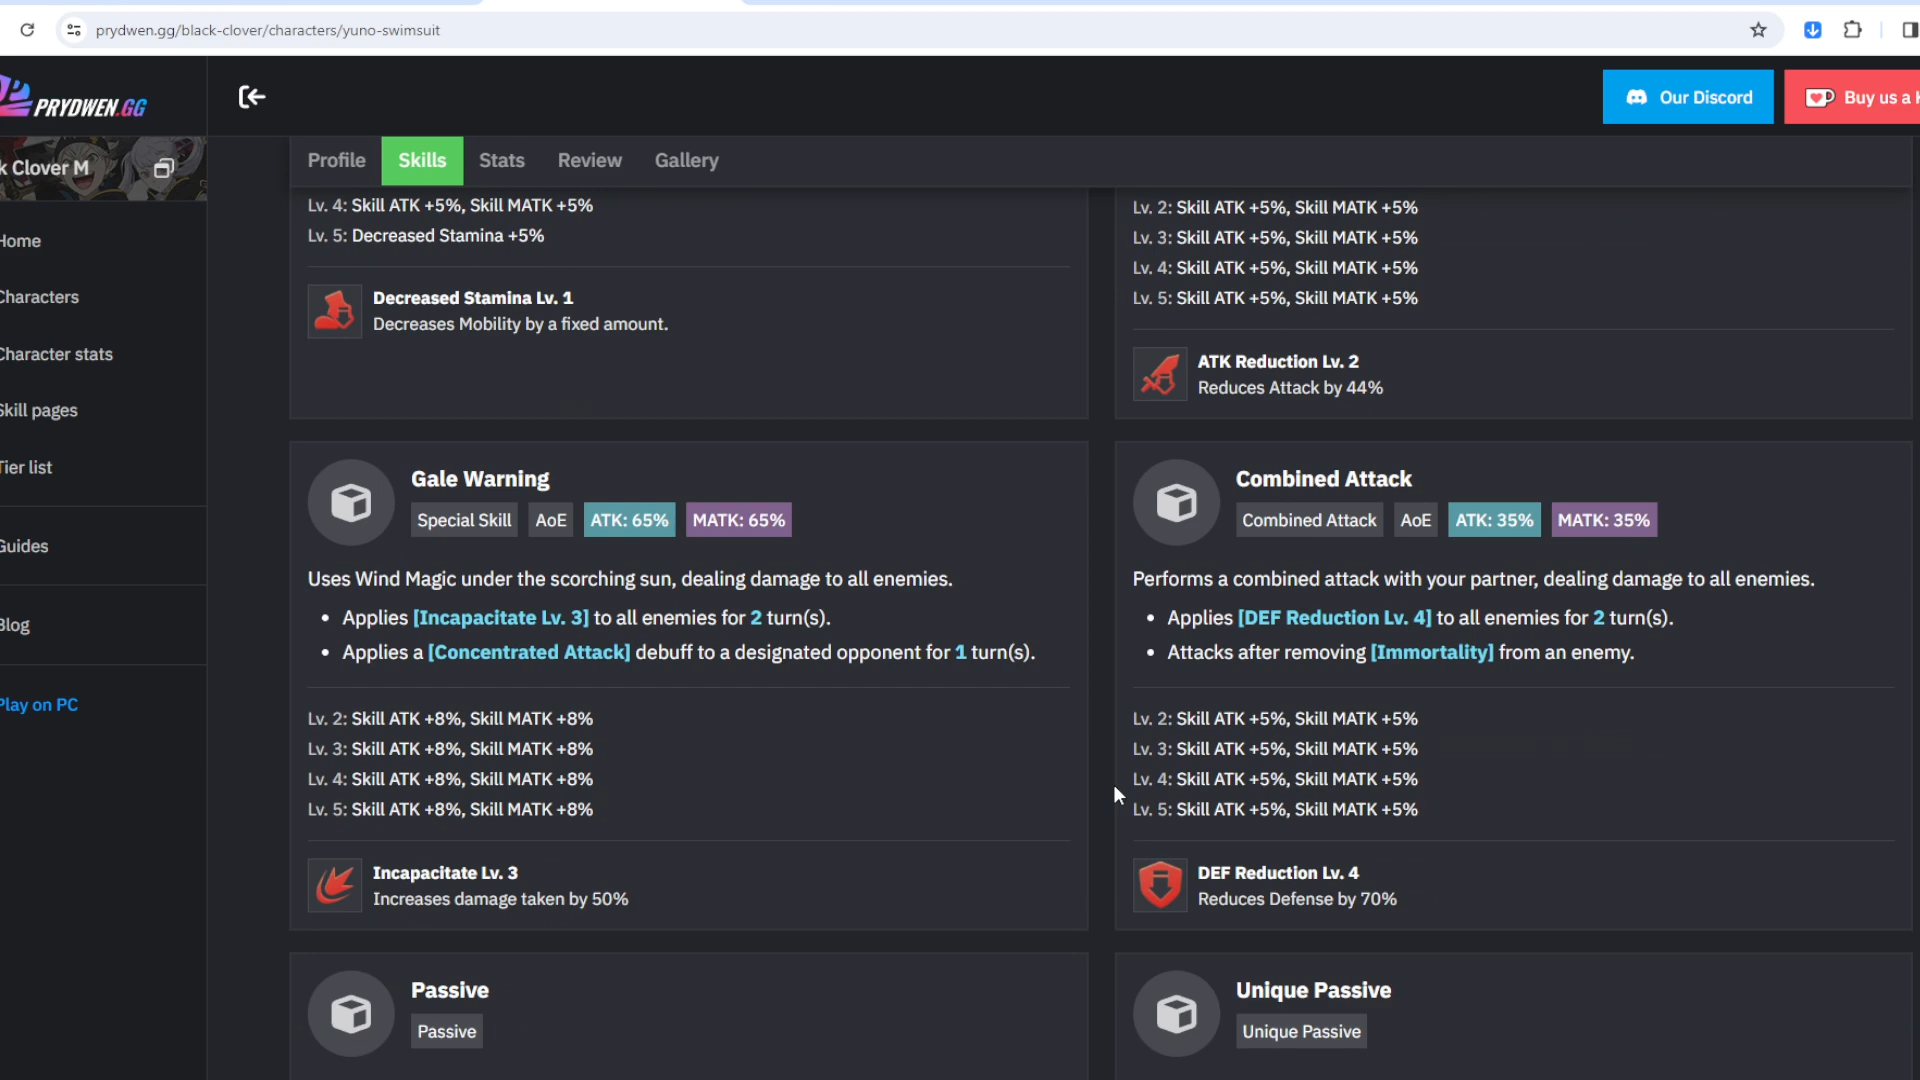 prydwen.gg/black-clover/characters/yuno-swimsuit
PRYDWEN.GG
Our Discord
Buy us a
k Clover M
Profile
Skills
Stats
Review
Gallery
Home
Characters
Character stats
Skill pages
Tier list
Guides
Blog
Play on PC
Lv. 4: Skill ATK +5%, Skill MATK +5%
Lv. 5: Decreased Stamina +5%
Decreased Stamina Lv. 1
Decreases Mobility by a fixed amount.
Lv. 2: Skill ATK +5%, Skill MATK +5%
Lv. 3: Skill ATK +5%, Skill MATK +5%
Lv. 4: Skill ATK +5%, Skill MATK +5%
Lv. 5: Skill ATK +5%, Skill MATK +5%
ATK Reduction Lv. 2
Reduces Attack by 44%
Gale Warning
Special Skill AoE ATK: 65% MATK: 65%
Uses Wind Magic under the scorching sun, dealing damage to all enemies.
• Applies [Incapacitate Lv. 3] to all enemies for 2 turn(s).
• Applies a [Concentrated Attack] debuff to a designated opponent for 1 turn(s).
Lv. 2: Skill ATK +8%, Skill MATK +8%
Lv. 3: Skill ATK +8%, Skill MATK +8%
Lv. 4: Skill ATK +8%, Skill MATK +8%
Lv. 5: Skill ATK +8%, Skill MATK +8%
Incapacitate Lv. 3
Increases damage taken by 50%
Combined Attack
Combined Attack AoE ATK: 35% MATK: 35%
Performs a combined attack with your partner, dealing damage to all enemies.
• Applies [DEF Reduction Lv. 4] to all enemies for 2 turn(s).
• Attacks after removing [Immortality] from an enemy.
Lv. 2: Skill ATK +5%, Skill MATK +5%
Lv. 3: Skill ATK +5%, Skill MATK +5%
Lv. 4: Skill ATK +5%, Skill MATK +5%
Lv. 5: Skill ATK +5%, Skill MATK +5%
DEF Reduction Lv. 4
Reduces Defense by 70%
Passive
Passive
Unique Passive
Unique Passive